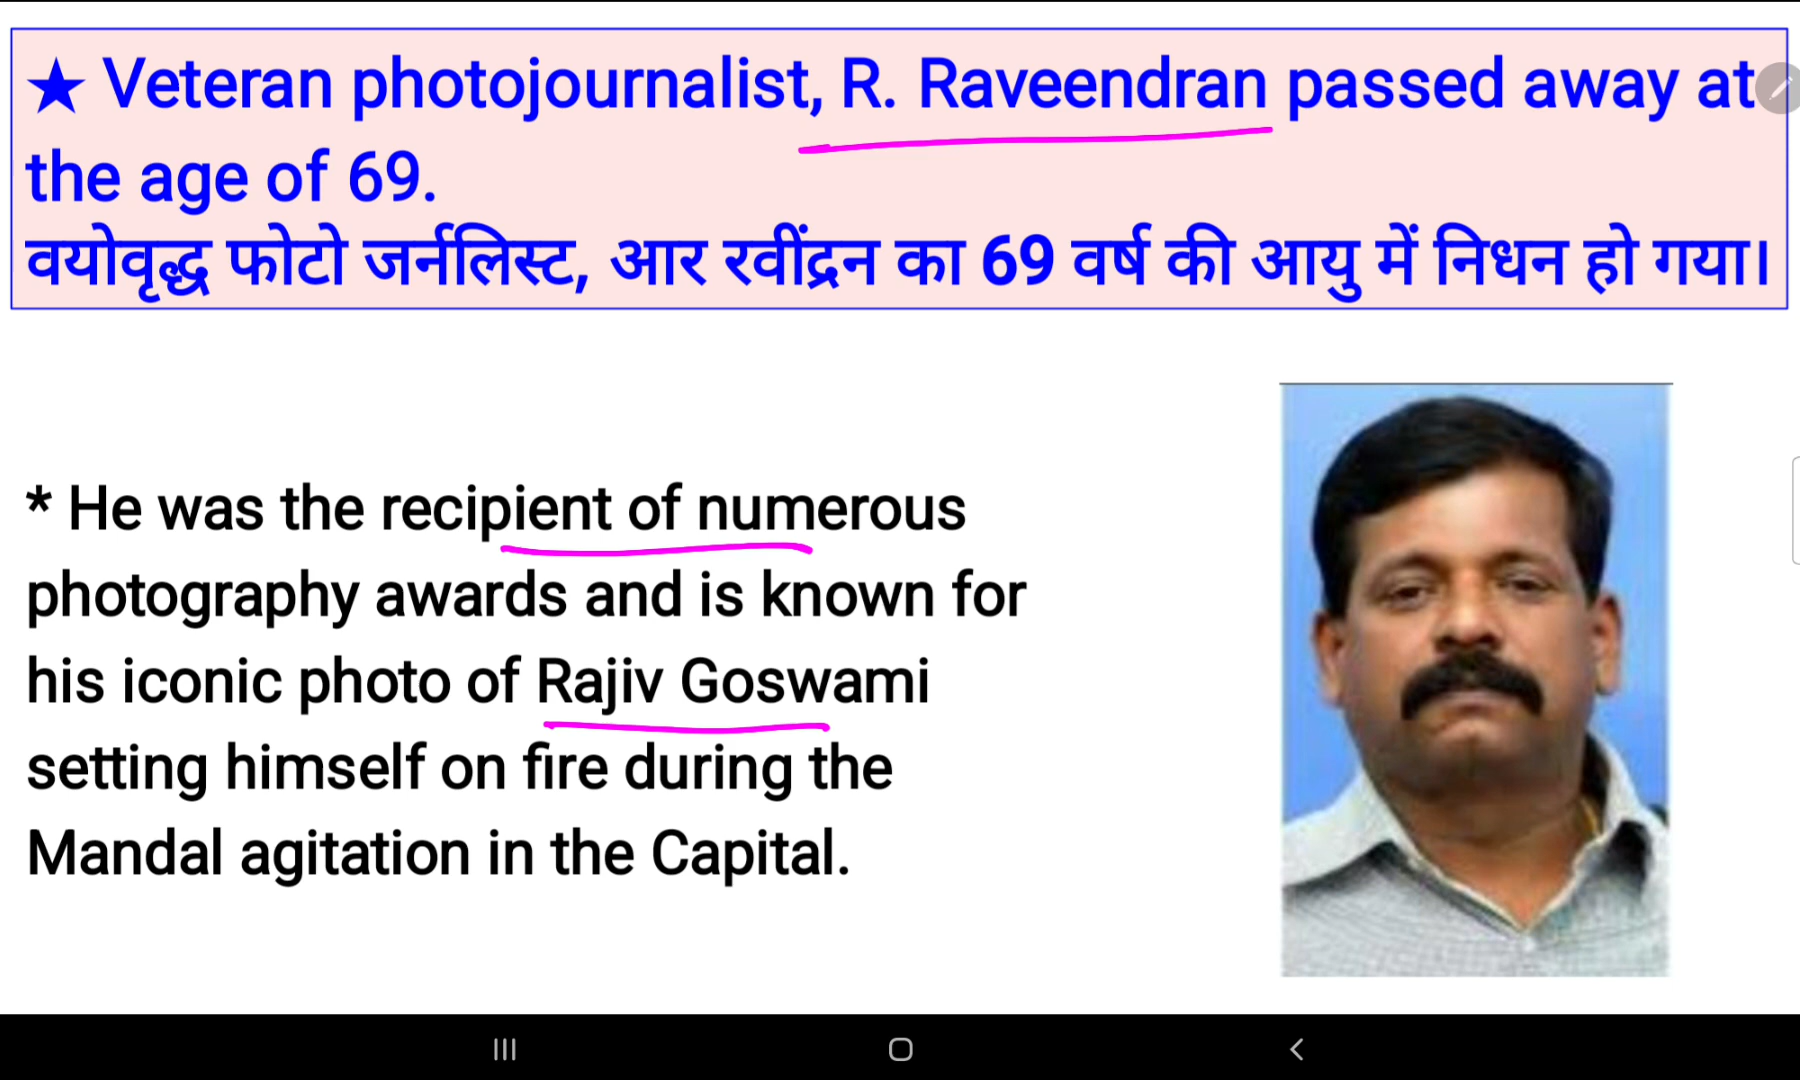 ★ Veteran photojournalist, R. Raveendran passed away at
the age of 69.
वयोवृद्ध फोटो जर्नलिस्ट, आर रवींद्रन का 69 वर्ष की आयु में निधन हो गया।
* He was the recipient of numerous
photography awards and is known for
his iconic photo of Rajiv Goswami
setting himself on fire during the
Mandal agitation in the Capital.